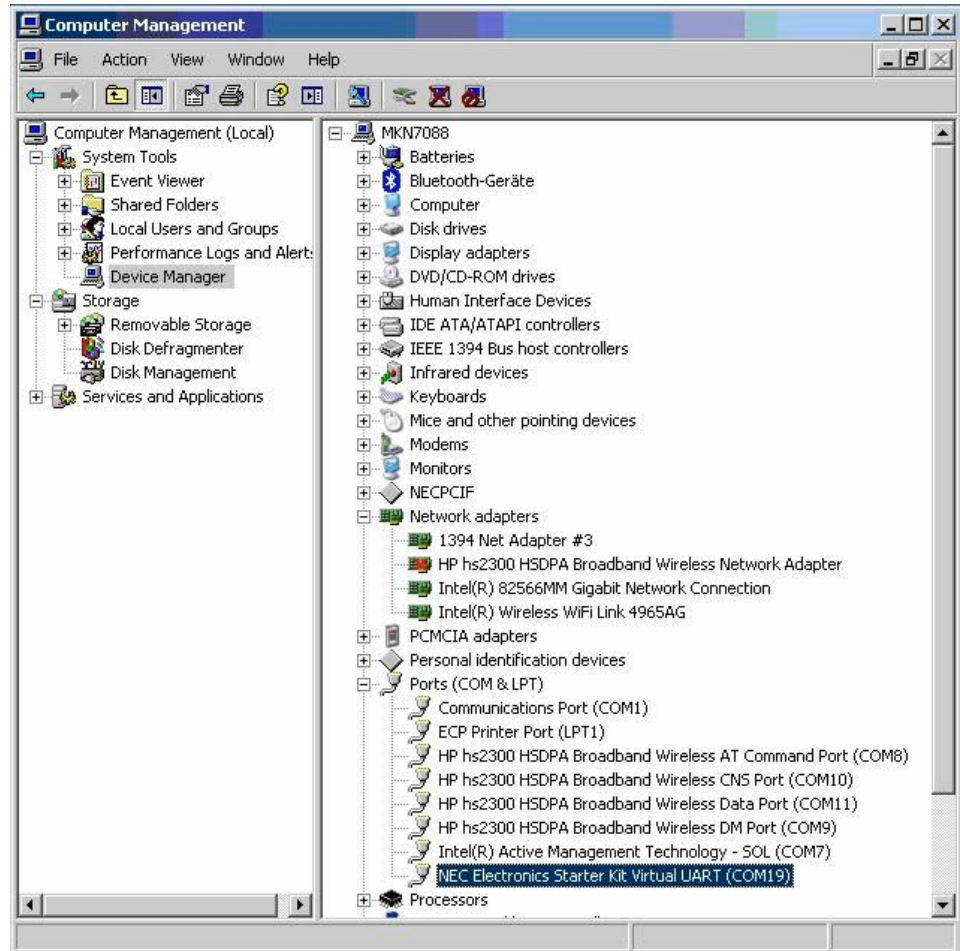 Computer Management
File Action View Window Help
Computer Management (Local)
System Tools
Event Viewer
Shared Folders
Local Users and Groups
Performance Logs and Alert
Device Manager
Storage
Removable Storage
Disk Defragmenter
Disk Management
Services and Applications
MKN7088
Batteries
Bluetooth-Geräte
Computer
Disk drives
Display adapters
DVD/CD-ROM drives
Human Interface Devices
IDE ATA/ATAPI controllers
IEEE 1394 Bus host controllers
Infrared devices
Keyboards
Mice and other pointing devices
Modems
Monitors
NECPCIF
Network adapters
1394 Net Adapter #3
HP hs2300 HSDPA Broadband Wireless Network Adapter
Intel(R) 82566MM Gigabit Network Connection
Intel(R) Wireless WiFi Link 4965AG
PCMCIA adapters
Personal identification devices
Ports (COM & LPT)
Communications Port (COM1)
ECP Printer Port (LPT1)
HP hs2300 HSDPA Broadband Wireless AT Command Port (COM8)
HP hs2300 HSDPA Broadband Wireless CNS Port (COM10)
HP hs2300 HSDPA Broadband Wireless Data Port (COM11)
HP hs2300 HSDPA Broadband Wireless DM Port (COM9)
Intel(R) Active Management Technology - SOL (COM7)
NEC Electronics Starter Kit Virtual UART (COM19)
Processors